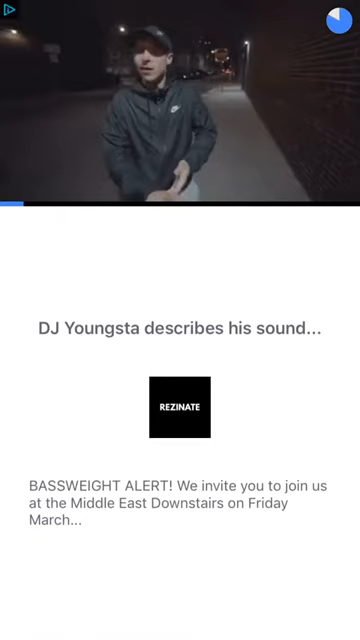 DJ Youngsta describes his sound...
REZINATE
BASSWEIGHT ALERT! We invite you to join us
at the Middle East Downstairs on Friday
March...